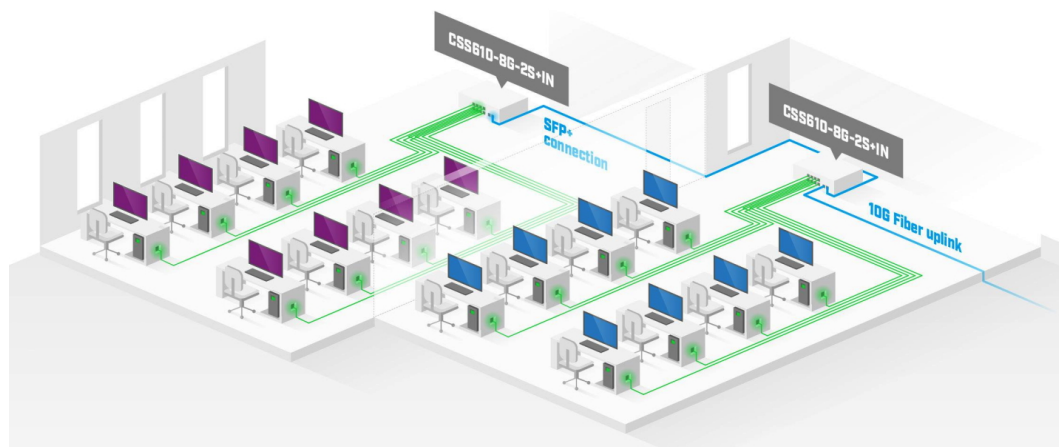 CSS610-8G-2S+IN
SFP+
connection
CSS610-8G-2S+IN
10G Fiber uplink